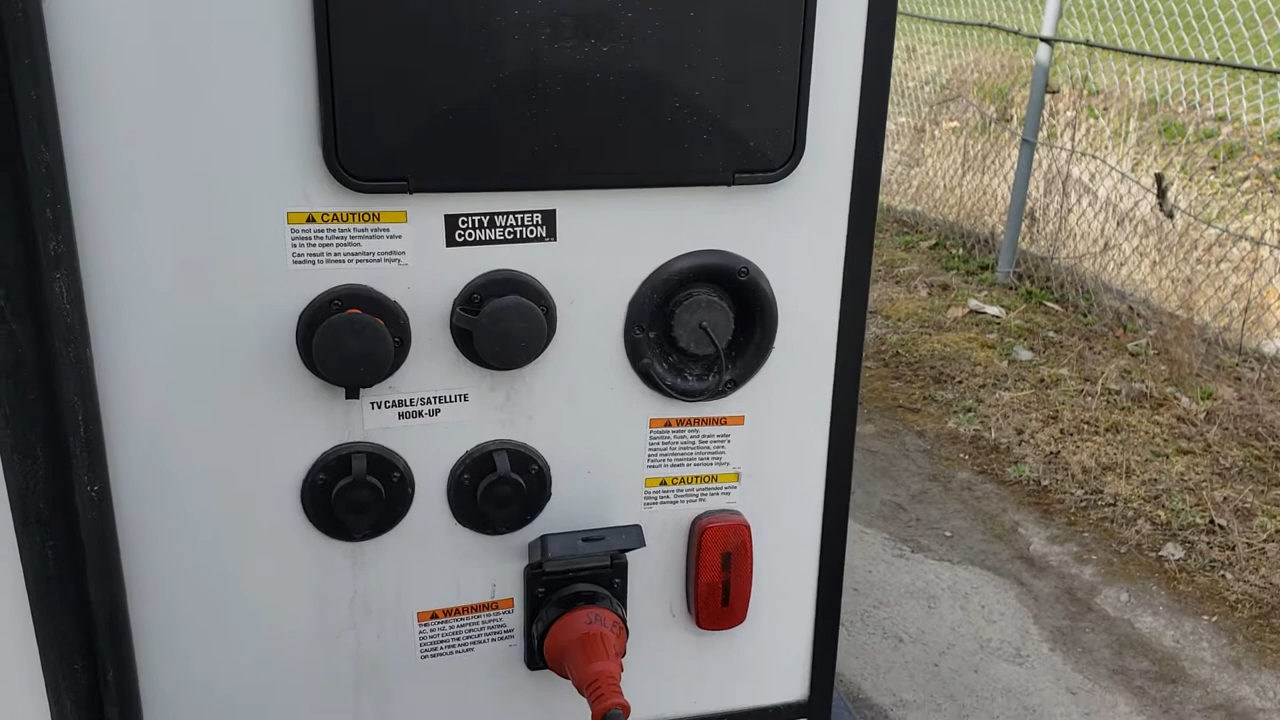 CAUTION
Do not use the tank flush valves
unless the fullway termination valve
is in the open position.
Can result in an unsanitary condition
leading to illness or personal injury.
CITY WATER
CONNECTION
TV CABLE/SATELLITE
HOOK-UP
WARNING
Potable water only.
Sanitize, flush, and drain water
tank before using. See owner's
manual for instructions, care,
and maintenance information.
Failure to maintain tank may
result in death or serious injury.
CAUTION
Do not leave the unit unattended while
filling tank. Overfilling the tank may
cause damage to your RV.
WARNING
THIS CONNECTION IS FOR 110-125-VOLT
AC, 60 HZ, 30 AMPERE SUPPLY.
DO NOT EXCEED CIRCUIT RATING.
EXCEEDING THE CIRCUIT RATING MAY
CAUSE A FIRE AND RESULT IN DEATH
OR SERIOUS INJURY.
SALES